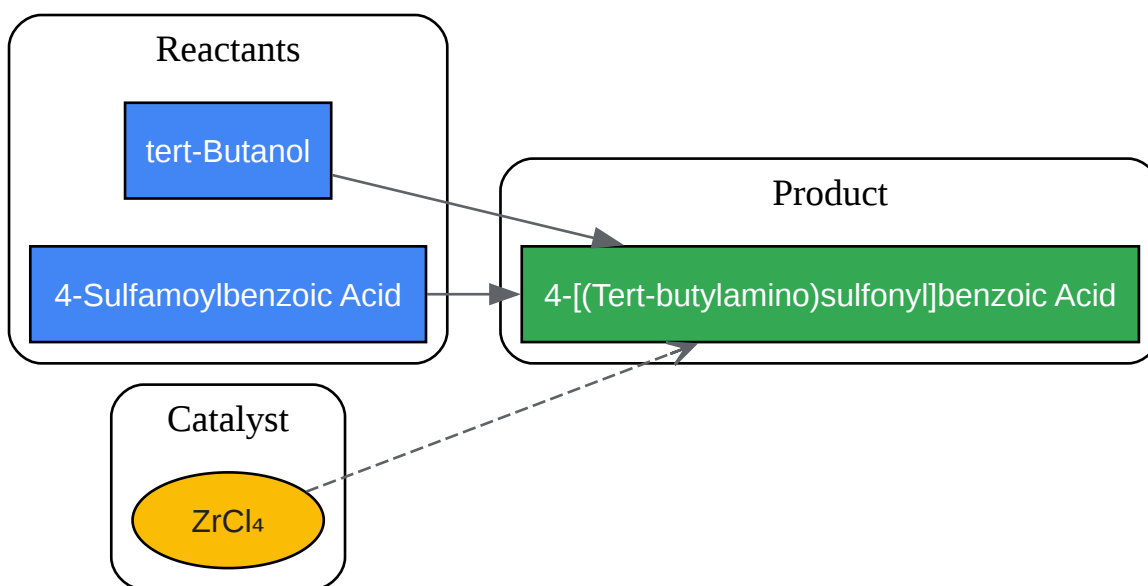 Reactants
tert-Butanol
4-Sulfamoylbenzoic Acid
Product
4-[(Tert-butylamino)sulfonyl]benzoic Acid
Catalyst
ZrCl₄